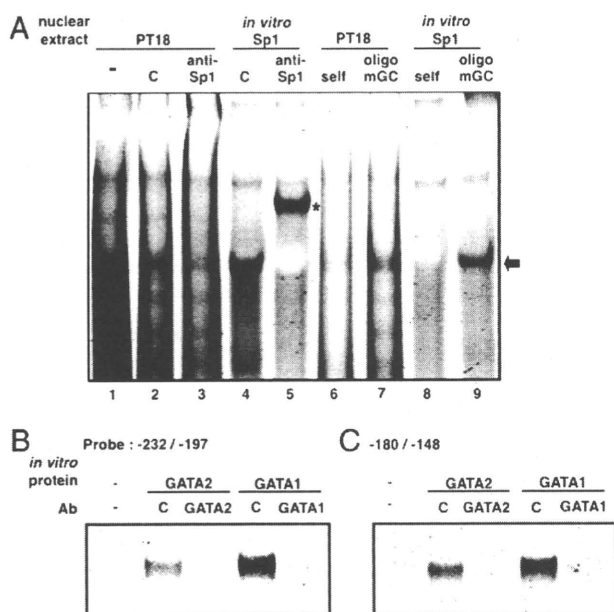 A
nuclear extract
PT18
in vitro Sp1
PT18
in vitro Sp1
- C anti-Sp1 C anti-Sp1 self oligo mGC self oligo mGC
*
1 2 3 4 5 6 7 8 9
B
Probe : -232 / -197
in vitro protein
- GATA2 GATA1
Ab
- C GATA2 C GATA1
C
-180 / -148
- GATA2 GATA1
- C GATA2 C GATA1